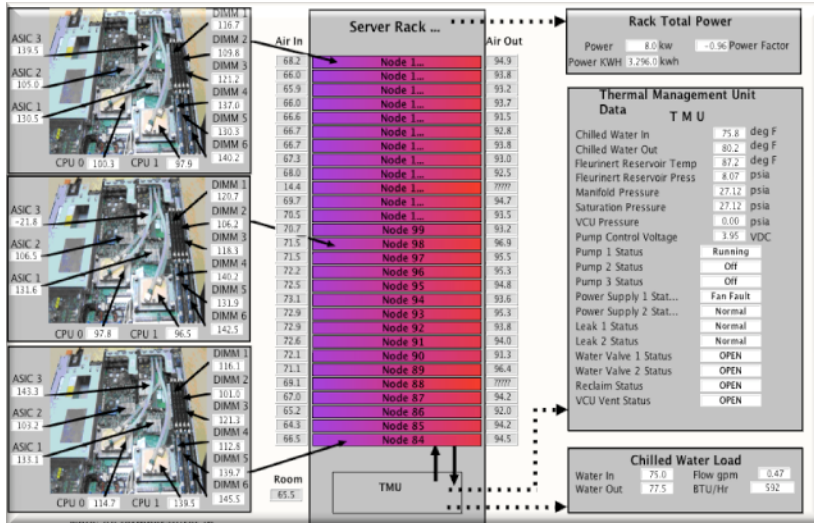 Server Rack ...
Air In
Air Out
68.2 Node 1... 94.9
66.0 Node 1... 93.8
65.9 Node 1... 93.2
66.0 Node 1... 93.7
66.6 Node 1... 91.5
66.7 Node 1... 92.8
66.7 Node 1... 93.8
67.3 Node 1... 93.0
68.0 Node 1... 92.5
14.4 Node 1... ?????
69.7 Node 1... 94.7
70.5 Node 1... 91.5
70.7 Node 99 93.2
71.5 Node 98 96.9
71.5 Node 97 95.5
72.2 Node 96 95.3
72.5 Node 95 94.8
73.1 Node 94 93.6
72.9 Node 93 95.3
72.9 Node 92 93.8
72.6 Node 91 94.0
72.1 Node 90 91.3
71.1 Node 89 96.4
69.1 Node 88 ?????
67.0 Node 87 94.2
65.2 Node 86 92.0
64.3 Node 85 94.2
66.5 Node 84 94.5
Room
65.5
TMU
DIMM 1
116.7
DIMM 2
109.8
DIMM 3
121.2
DIMM 4
137.0
DIMM 5
130.3
DIMM 6
140.2
ASIC 3
139.5
ASIC 2
105.0
ASIC 1
130.5
CPU 0 100.3 CPU 1 97.9
DIMM 1
120.7
DIMM 2
106.2
DIMM 3
118.3
DIMM 4
140.2
DIMM 5
131.9
DIMM 6
142.5
ASIC 3
-21.8
ASIC 2
106.5
ASIC 1
131.6
CPU 0 97.8 CPU 1 96.5
DIMM 1
116.1
DIMM 2
101.0
DIMM 3
121.3
DIMM 4
112.8
DIMM 5
139.7
DIMM 6
145.5
ASIC 3
143.3
ASIC 2
103.2
ASIC 1
133.1
CPU 0 114.7 CPU 1 139.5
Rack Total Power
Power 8.0 kw -0.96 Power Factor
Power KWH 3,296.0 kwh
Thermal Management Unit
Data
T M U
Chilled Water In 75.8 deg F
Chilled Water Out 80.2 deg F
Fleurinert Reservoir Temp 87.2 deg F
Fleurinert Reservoir Press 8.07 psia
Manifold Pressure 27.12 psia
Saturation Pressure 27.12 psia
VCU Pressure 0.00 psia
Pump Control Voltage 3.95 VDC
Pump 1 Status Running
Pump 2 Status Off
Pump 3 Status Off
Power Supply 1 Stat... Fan Fault
Power Supply 2 Stat... Normal
Leak 1 Status Normal
Leak 2 Status Normal
Water Valve 1 Status OPEN
Water Valve 2 Status OPEN
Reclaim Status OPEN
VCU Vent Status OPEN
Chilled Water Load
Water In 75.0 Flow gpm 0.47
Water Out 77.5 BTU/Hr 592